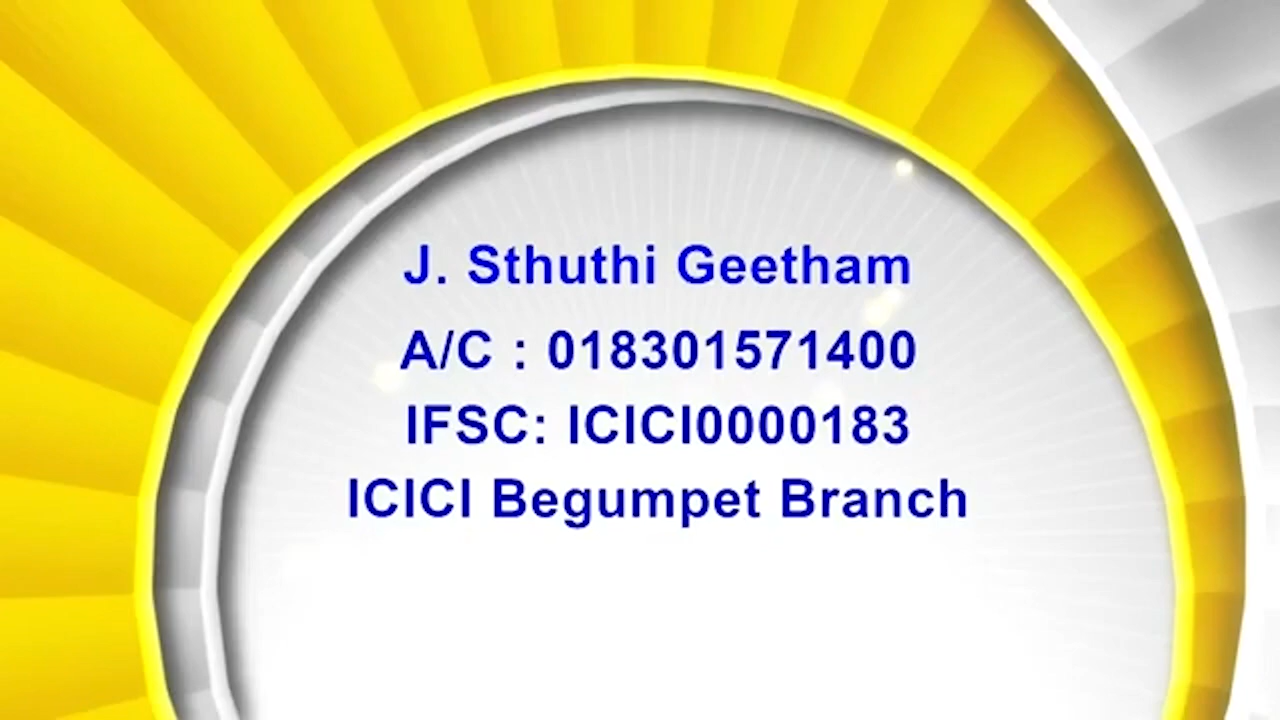 J. Sthuthi Geetham
A/C : 018301571400
IFSC: ICICI0000183
ICICI Begumpet Branch